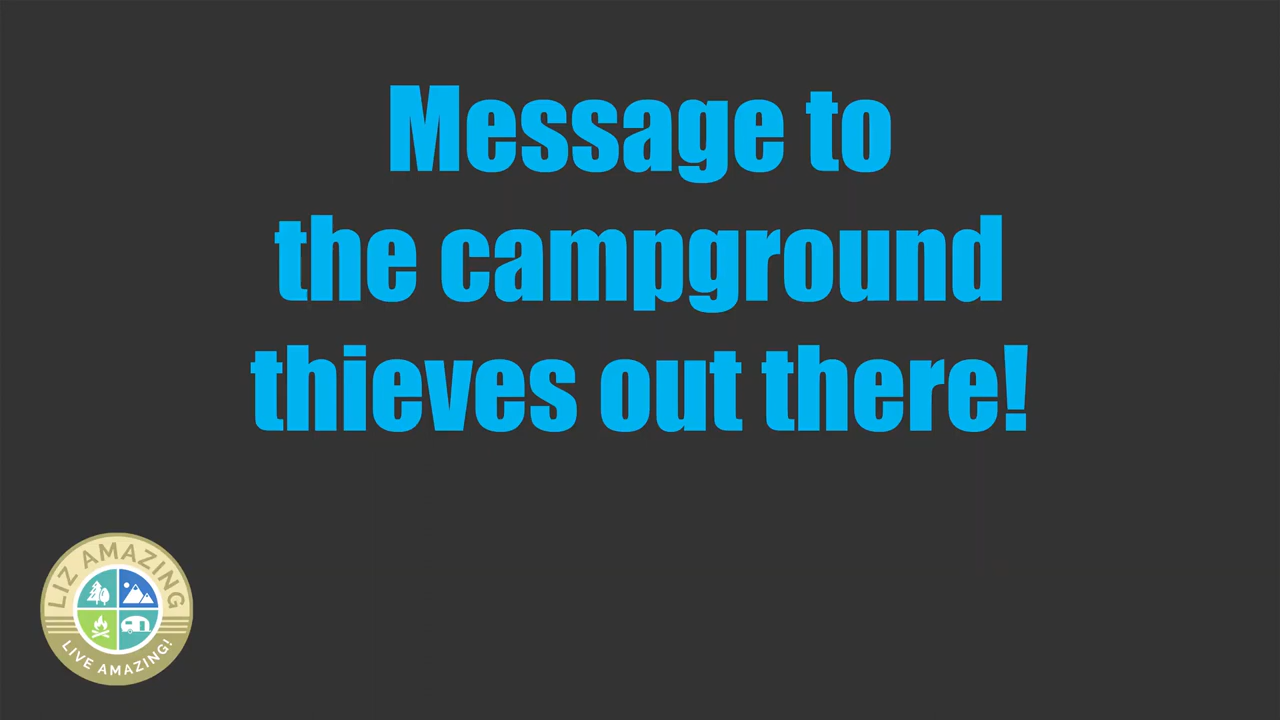 Message to
the campground
thieves out there!
LIZ AMAZING
LIVE AMAZING!